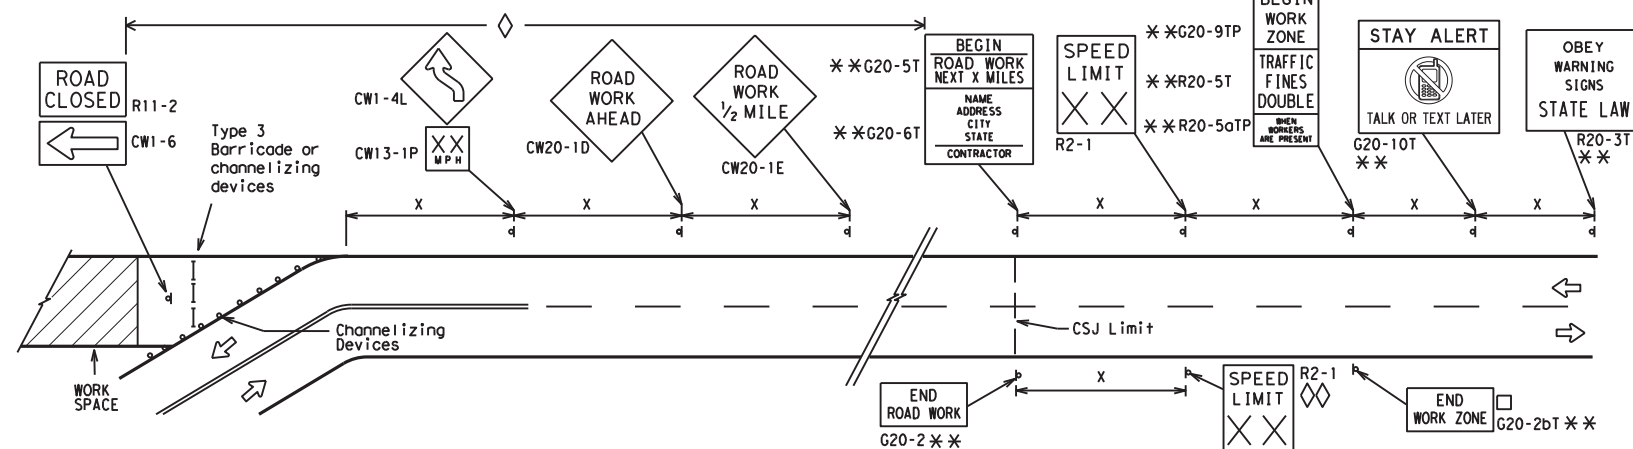 ROAD
CLOSED
R11-2
CW1-6
Type 3
Barricade or
channelizing
devices
CW1-4L
XX
MPH
CW13-1P
ROAD
WORK
AHEAD
CW20-1D
ROAD
WORK
1/2 MILE
CW20-1E
**G20-5T
BEGIN
ROAD WORK
NEXT X MILES
**G20-6T
NAME
ADDRESS
CITY
STATE
CONTRACTOR
SPEED
LIMIT
XX
R2-1
**G20-9TP
BEGIN
WORK
ZONE
**R20-5T
TRAFFIC
FINES
DOUBLE
**R20-5aTP
WHEN
WORKERS
ARE PRESENT
STAY ALERT
TALK OR TEXT LATER
G20-10T
**
OBEY
WARNING
SIGNS
STATE LAW
R20-3T
**
X
X
X
X
X
X
X
Channelizing
Devices
WORK
SPACE
CSJ Limit
X
END
ROAD WORK
G20-2**
SPEED
LIMIT
XX
R2-1
END
WORK ZONE
G20-2bT**